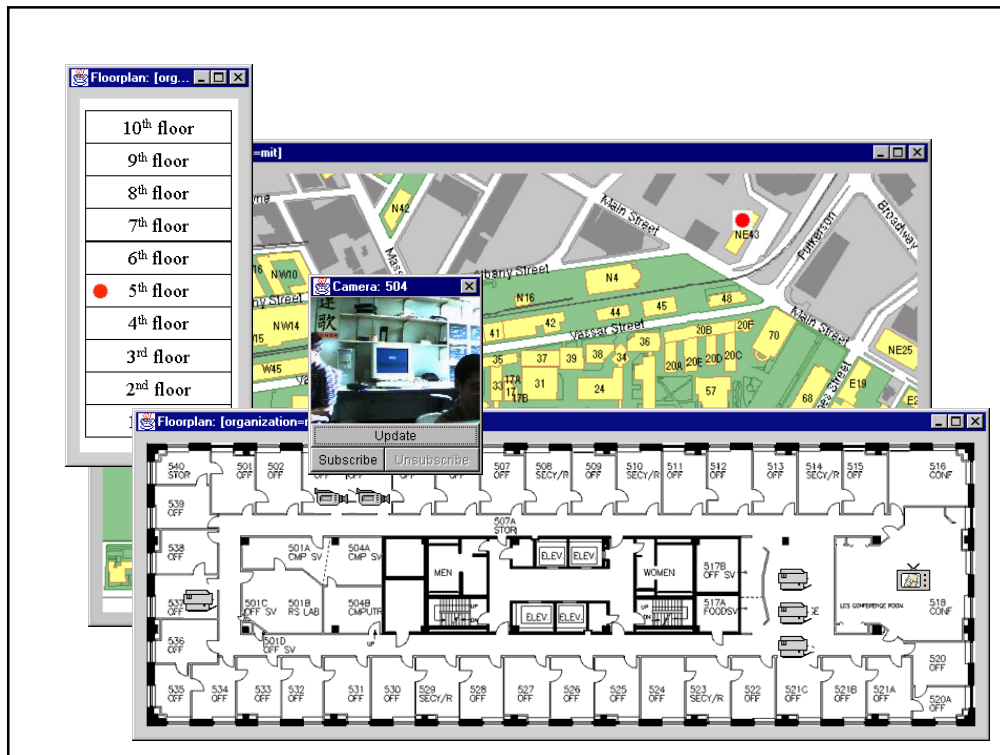 Floorplan: [org...
10th floor
9th floor
8th floor
7th floor
6th floor
5th floor
4th floor
3rd floor
2nd floor
=mit]
N42
Main Street
NE43
Fulkerson
Broadway
Albany Street
N4
N16
NW10
NW14
W45
41
42
44
45
48
Vassar Street
Main Street
NE25
35
37
39
38
34
36
20A
20B
20E
20D
20F
20C
70
33
17A
17
17B
31
24
57
68
E19
Camera: 504
Update
Subscribe
Unsubscribe
Floorplan: [organization=
540
STOR
501
502
507
508
SECY/R
509
OFF
510
SECY/R
511
OFF
512
OFF
513
OFF
514
SECY/R
515
OFF
516
CONF
539
OFF
538
OFF
537
OFF
536
OFF
507A
STOR
501A
CMP SV
504A
CMP SV
501C
OFF SV
501B
RS LAB
504B
CMPUTR
501D
OFF SV
UP
MEN
UP
ELEV.
ELEV.
ELEV.
ELEV.
WOMEN
UP
517B
OFF SV
517A
FOODSV
LCS CONFERENCE ROOM
518
CONF
520
OFF
520A
OFF
535
OFF
534
OFF
533
OFF
532
OFF
531
OFF
530
OFF
529
SECY/R
528
OFF
527
OFF
526
OFF
525
OFF
524
OFF
523
SECY/R
522
OFF
521C
OFF
521B
OFF
521A
OFF